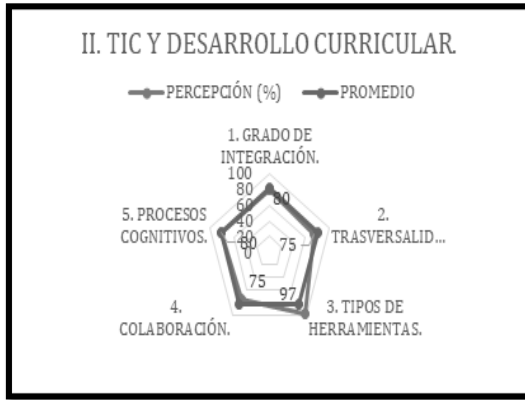 II. TIC Y DESARROLLO CURRICULAR.
PERCEPCIÓN (%) PROMEDIO
1. GRADO DE
INTEGRACIÓN.
100
80
60
40
20
0
80
5. PROCESOS
COGNITIVOS.
80
75
2.
TRASVERSALID...
75
97
4.
COLABORACIÓN.
3. TIPOS DE
HERRAMIENTAS.